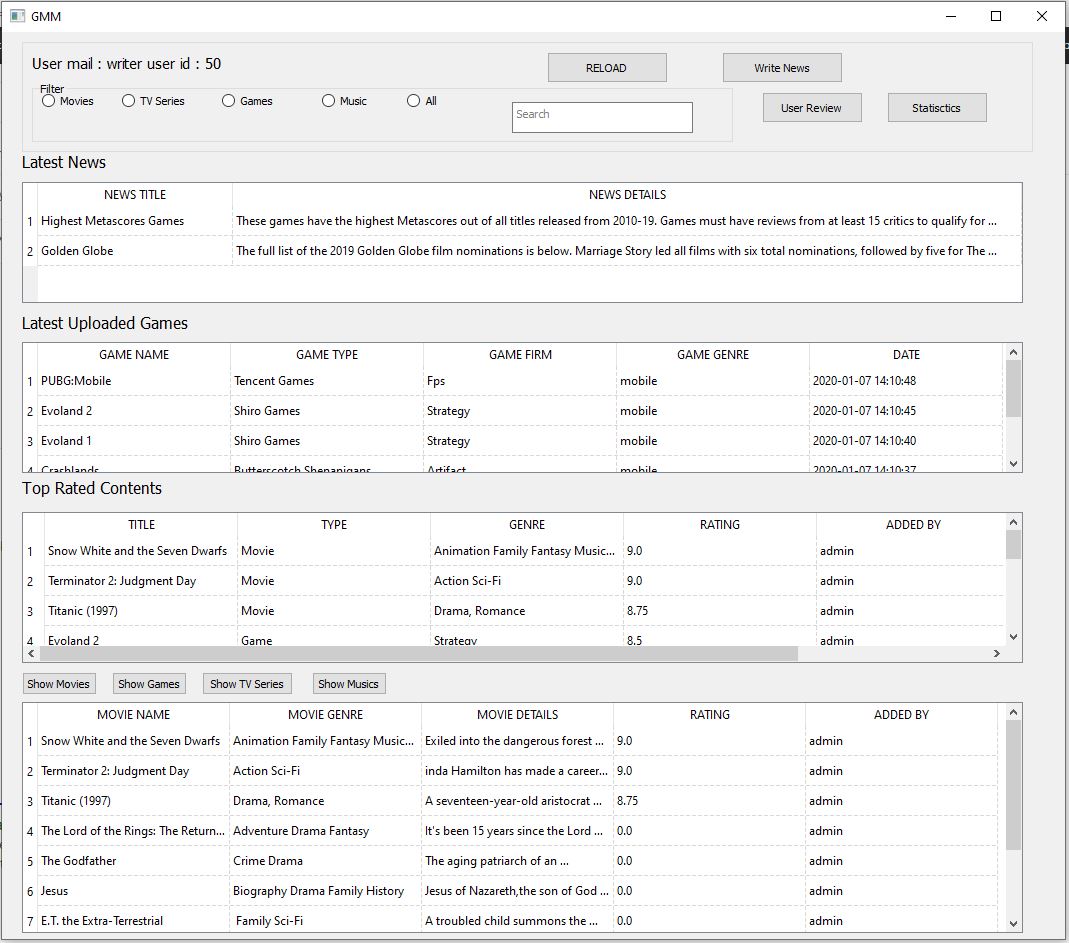 GMM
User mail : writer user id : 50
RELOAD
Write News
Filter
Movies
TV Series
Games
Music
All
Search
User Review
Statisctics
Latest News
NEWS TITLE NEWS DETAILS
1 Highest Metascores Games These games have the highest Metascores out of all titles released from 2010-19. Games must have reviews from at least 15 critics to qualify for ...
2 Golden Globe The full list of the 2019 Golden Globe film nominations is below. Marriage Story led all films with six total nominations, followed by five for The ...
Latest Uploaded Games
GAME NAME GAME TYPE GAME FIRM GAME GENRE DATE
1 PUBG:Mobile Tencent Games Fps mobile 2020-01-07 14:10:48
2 Evoland 2 Shiro Games Strategy mobile 2020-01-07 14:10:45
3 Evoland 1 Shiro Games Strategy mobile 2020-01-07 14:10:40
4 Crashlands Butterscotch Shenanigans Artifact mobile 2020-01-07 14:10:37
Top Rated Contents
TITLE TYPE GENRE RATING ADDED BY
1 Snow White and the Seven Dwarfs Movie Animation Family Fantasy Music... 9.0 admin
2 Terminator 2: Judgment Day Movie Action Sci-Fi 9.0 admin
3 Titanic (1997) Movie Drama, Romance 8.75 admin
4 Evoland 2 Game Strategy 8.5 admin
Show Movies Show Games Show TV Series Show Musics
MOVIE NAME MOVIE GENRE MOVIE DETAILS RATING ADDED BY
1 Snow White and the Seven Dwarfs Animation Family Fantasy Music... Exiled into the dangerous forest ... 9.0 admin
2 Terminator 2: Judgment Day Action Sci-Fi inda Hamilton has made a career... 9.0 admin
3 Titanic (1997) Drama, Romance A seventeen-year-old aristocrat ... 8.75 admin
4 The Lord of the Rings: The Return... Adventure Drama Fantasy It's been 15 years since the Lord ... 0.0 admin
5 The Godfather Crime Drama The aging patriarch of an ... 0.0 admin
6 Jesus Biography Drama Family History Jesus of Nazareth,the son of God ... 0.0 admin
7 E.T. the Extra-Terrestrial Family Sci-Fi A troubled child summons the ... 0.0 admin